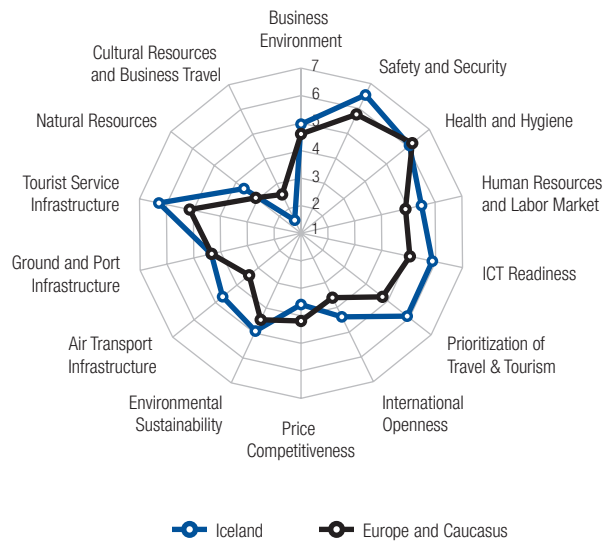 Business
Environment
Safety and Security
Health and Hygiene
Human Resources
and Labor Market
ICT Readiness
Prioritization of
Travel & Tourism
International
Openness
Price
Competitiveness
Environmental
Sustainability
Air Transport
Infrastructure
Ground and Port
Infrastructure
Tourist Service
Infrastructure
Natural Resources
Cultural Resources
and Business Travel
7
6
5
4
3
2
1
Iceland
Europe and Caucasus